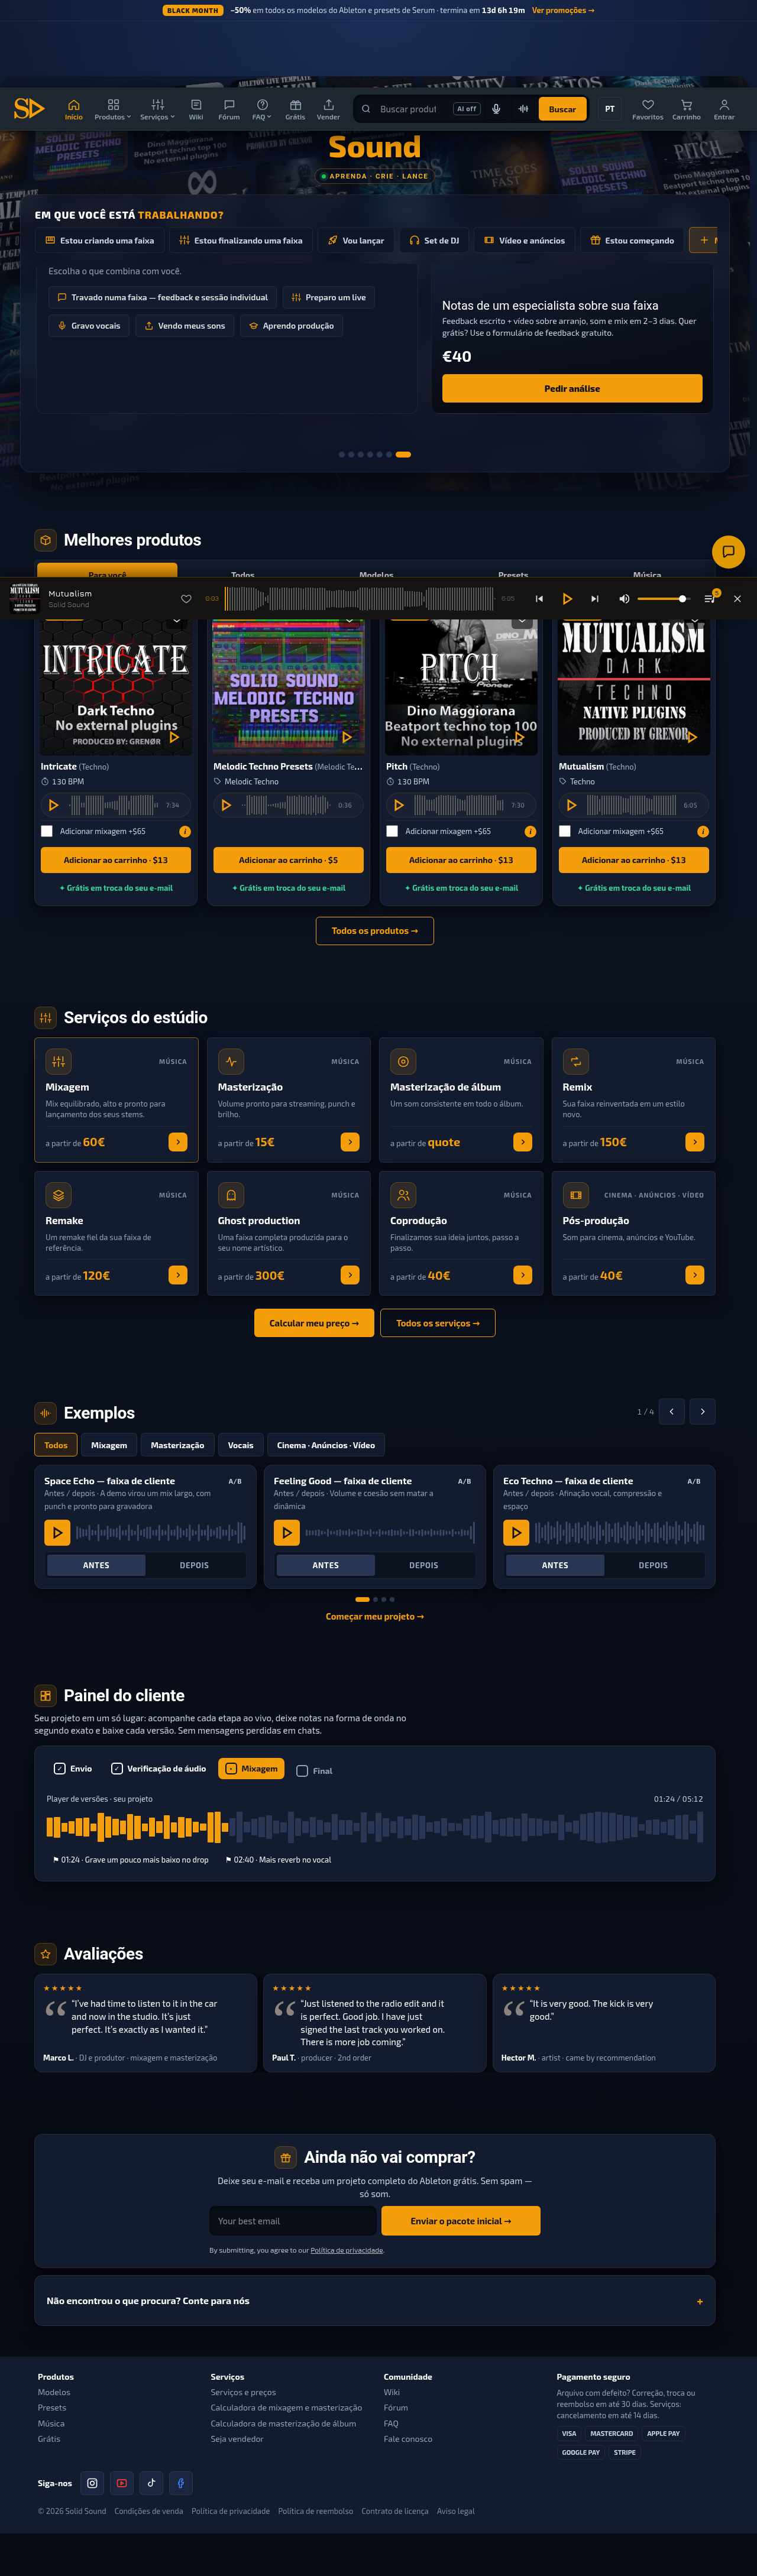 BLACK MONTH −50% em todos os modelos do Ableton e presets de Serum · termina em 13d 6h 19m Ver promoções →
Início
Produtos
Serviços
Wiki
Fórum
FAQ
Grátis
Vender
AI off
Buscar
PT
Favoritos
Carrinho
Entrar
Sound
APRENDA · CRIE · LANCE
EM QUE VOCÊ ESTÁ TRABALHANDO?
Estou criando uma faixa
Estou finalizando uma faixa
Vou lançar
Set de DJ
Vídeo e anúncios
Estou começando
Escolha o que combina com você.
Travado numa faixa — feedback e sessão individual
Preparo um live
Gravo vocais
Vendo meus sons
Aprendo produção
Notas de um especialista sobre sua faixa
Feedback escrito + vídeo sobre arranjo, som e mix em 2–3 dias. Quer
grátis? Use o formulário de feedback gratuito.
€40
Pedir análise
Melhores produtos
Para você
Todos
Modelos
Presets
Música
Mutualism
Solid Sound
0:03
6:05
5
INTRICATE
Dark Techno
No external plugins
PRODUCED BY: GRENØR
SOLID SOUND
MELODIC TECHNO
PRESETS
PITCH
Dino Maggiorana
Beatport techno top 100
No external plugins
MUTUALISM
DARK
TECHNO
NATIVE PLUGINS
PRODUCED BY GRENOR
Intricate (Techno)
130 BPM
7:34
Adicionar mixagem +$65
Adicionar ao carrinho · $13
✦ Grátis em troca do seu e-mail
Melodic Techno Presets (Melodic Te...
Melodic Techno
0:36
Adicionar ao carrinho · $5
✦ Grátis em troca do seu e-mail
Pitch (Techno)
130 BPM
7:30
Adicionar mixagem +$65
Adicionar ao carrinho · $13
✦ Grátis em troca do seu e-mail
Mutualism (Techno)
Techno
6:05
Adicionar mixagem +$65
Adicionar ao carrinho · $13
✦ Grátis em troca do seu e-mail
Todos os produtos →
Serviços do estúdio
MÚSICA
Mixagem
Mix equilibrado, alto e pronto para
lançamento dos seus stems.
a partir de 60€
MÚSICA
Masterização
Volume pronto para streaming, punch e
brilho.
a partir de 15€
MÚSICA
Masterização de álbum
Um som consistente em todo o álbum.
a partir de quote
MÚSICA
Remix
Sua faixa reinventada em um estilo
novo.
a partir de 150€
MÚSICA
Remake
Um remake fiel da sua faixa de
referência.
a partir de 120€
MÚSICA
Ghost production
Uma faixa completa produzida para o
seu nome artístico.
a partir de 300€
MÚSICA
Coprodução
Finalizamos sua ideia juntos, passo a
passo.
a partir de 40€
CINEMA · ANÚNCIOS · VÍDEO
Pós-produção
Som para cinema, anúncios e YouTube.
a partir de 40€
Calcular meu preço →
Todos os serviços →
Exemplos
1 / 4
Todos
Mixagem
Masterização
Vocais
Cinema · Anúncios · Vídeo
Space Echo — faixa de cliente
A/B
Antes / depois · A demo virou um mix largo, com
punch e pronto para gravadora
ANTES
DEPOIS
Feeling Good — faixa de cliente
A/B
Antes / depois · Volume e coesão sem matar a
dinâmica
ANTES
DEPOIS
Eco Techno — faixa de cliente
A/B
Antes / depois · Afinação vocal, compressão e
espaço
ANTES
DEPOIS
Começar meu projeto →
Painel do cliente
Seu projeto em um só lugar: acompanhe cada etapa ao vivo, deixe notas na forma de onda no
segundo exato e baixe cada versão. Sem mensagens perdidas em chats.
Envio
Verificação de áudio
Mixagem
Final
Player de versões · seu projeto
01:24 / 05:12
⚑ 01:24 · Grave um pouco mais baixo no drop
⚑ 02:40 · Mais reverb no vocal
Avaliações
★★★★★
“I’ve had time to listen to it in the car
and now in the studio. It’s just
perfect. It’s exactly as I wanted it.”
Marco L. · DJ e produtor · mixagem e masterização
★★★★★
“Just listened to the radio edit and it
is perfect. Good job. I have just
signed the last track you worked on.
There is more job coming.”
Paul T. · producer · 2nd order
★★★★★
“It is very good. The kick is very
good.”
Hector M. · artist · came by recommendation
Ainda não vai comprar?
Deixe seu e-mail e receba um projeto completo do Ableton grátis. Sem spam —
só som.
Your best email
Enviar o pacote inicial →
By submitting, you agree to our Política de privacidade.
Não encontrou o que procura? Conte para nós
+
Produtos
Modelos
Presets
Música
Grátis
Serviços
Serviços e preços
Calculadora de mixagem e masterização
Calculadora de masterização de álbum
Seja vendedor
Comunidade
Wiki
Fórum
FAQ
Fale conosco
Pagamento seguro
Arquivo com defeito? Correção, troca ou
reembolso em até 30 dias. Serviços:
cancelamento em até 14 dias.
VISA
MASTERCARD
APPLE PAY
GOOGLE PAY
STRIPE
Siga-nos
© 2026 Solid Sound
Condições de venda
Política de privacidade
Política de reembolso
Contrato de licença
Aviso legal